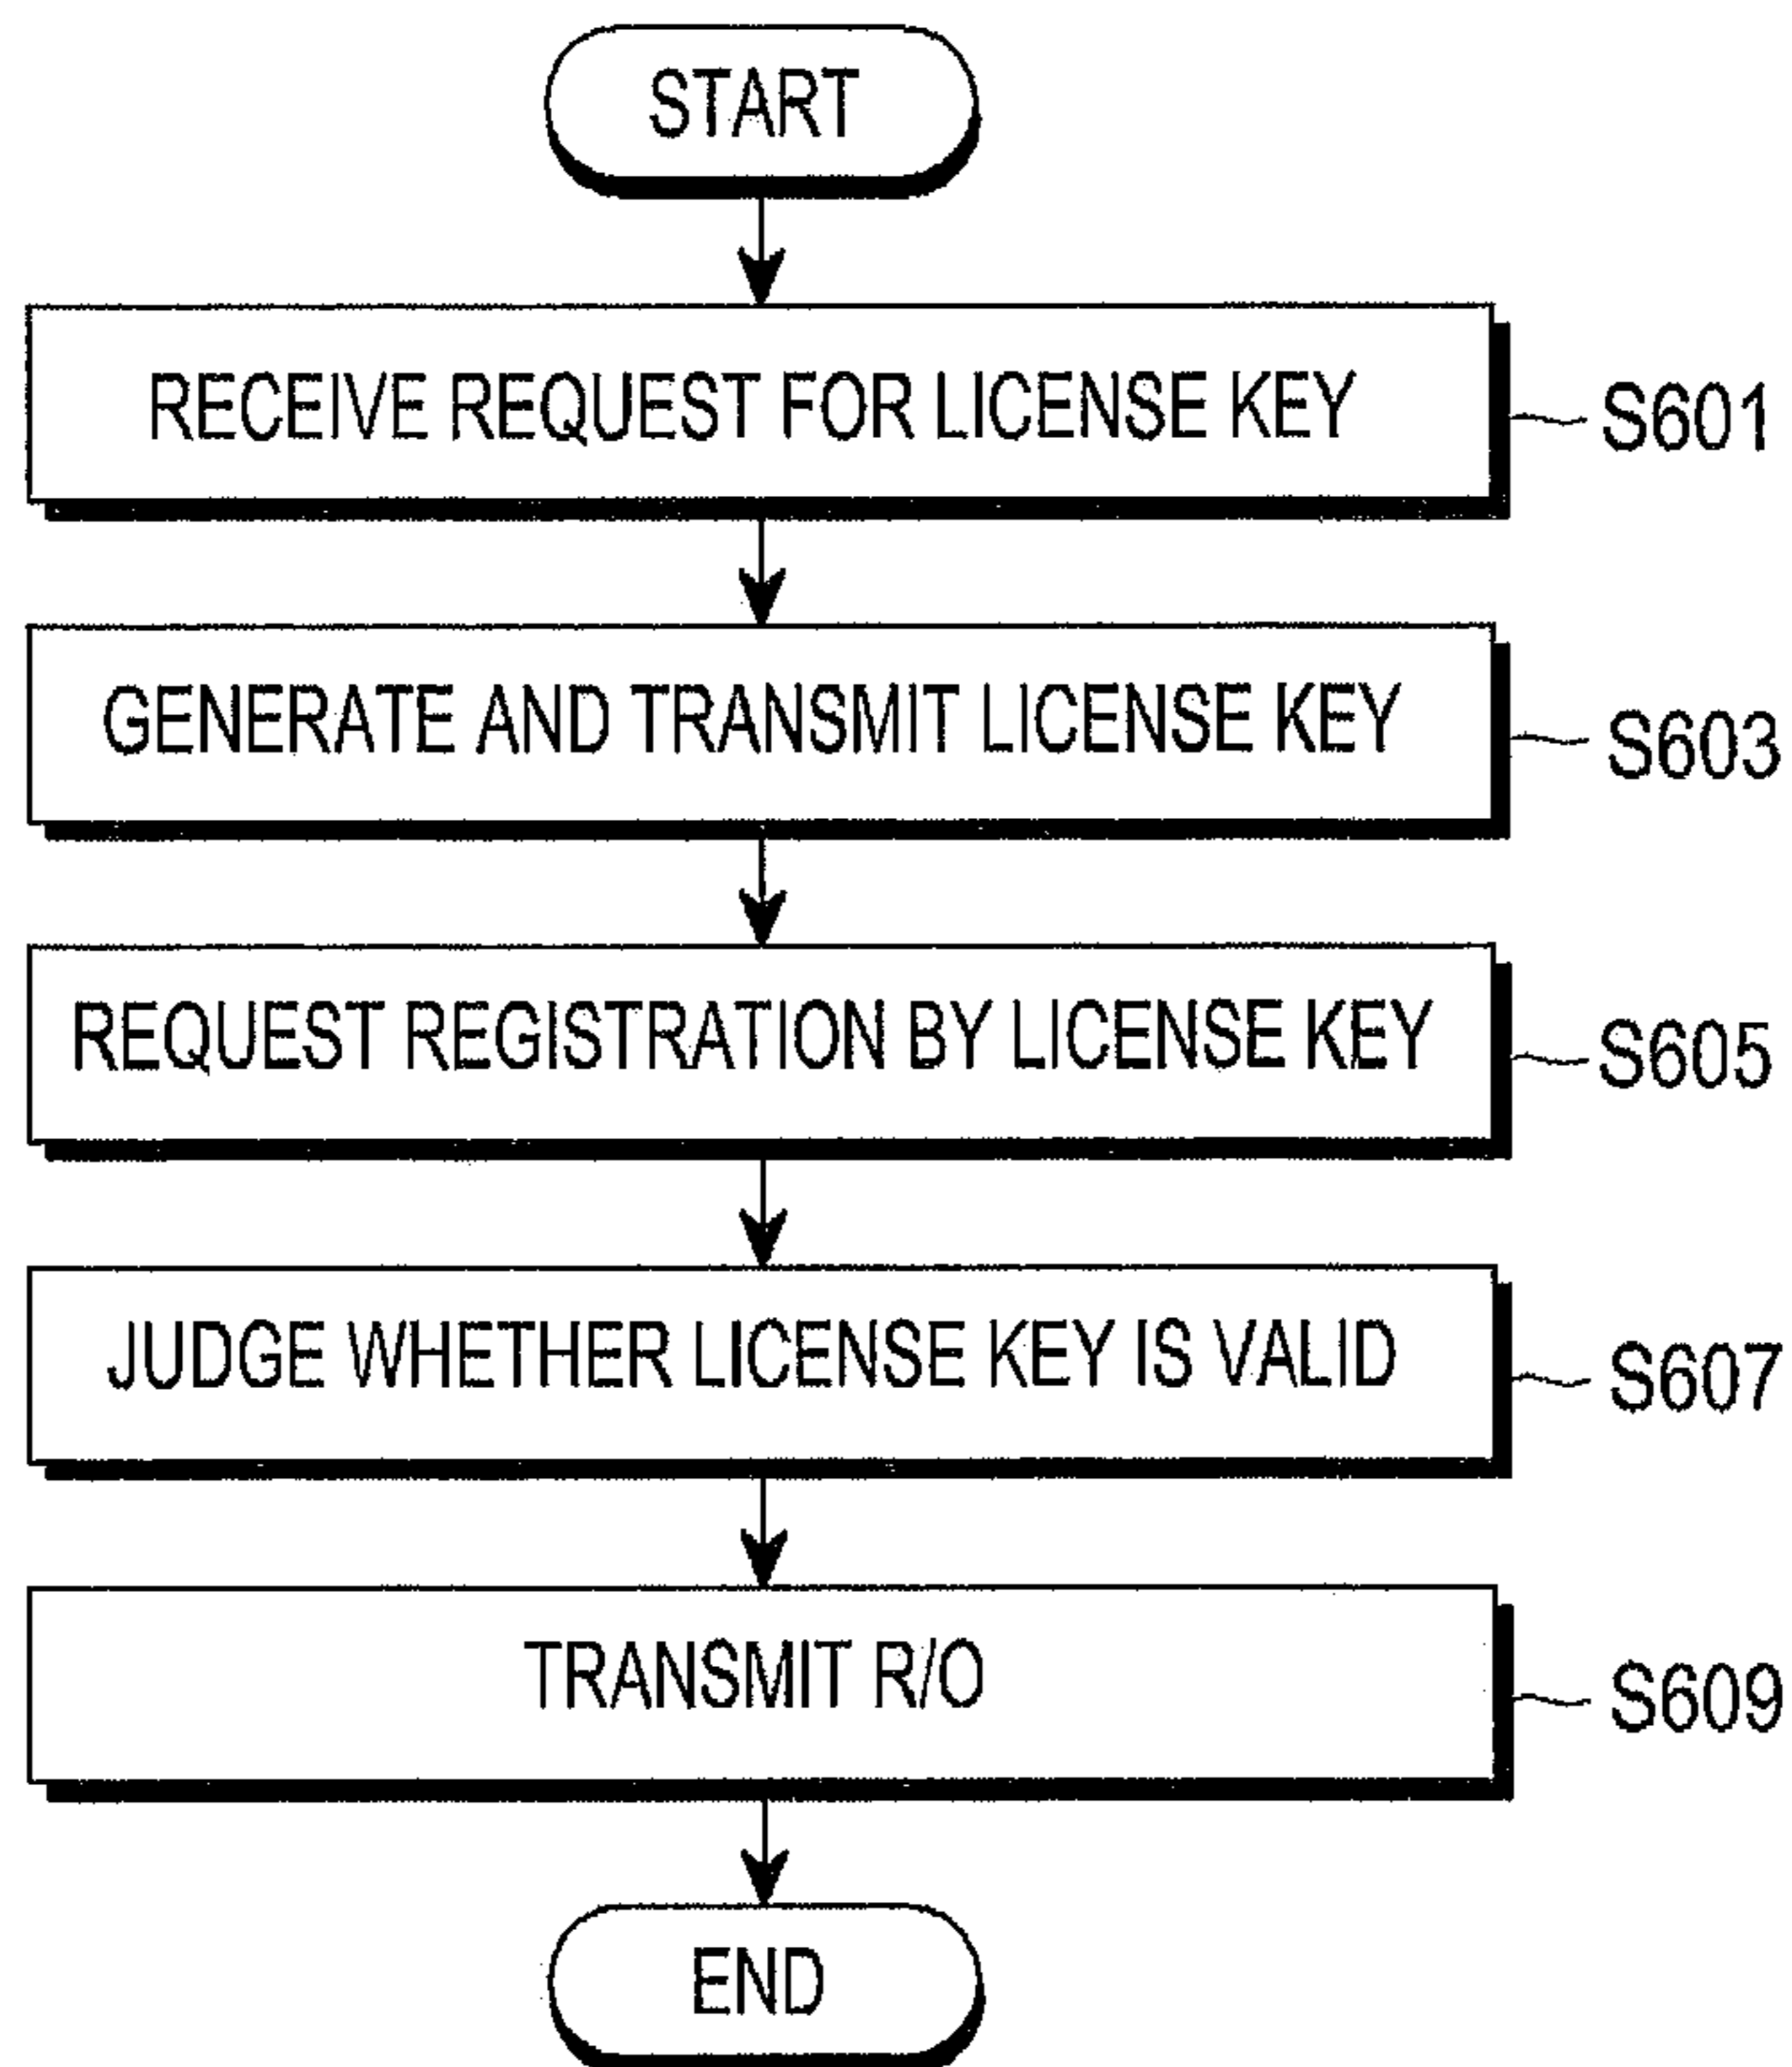 START
RECEIVE REQUEST FOR LICENSE KEY
S601
GENERATE AND TRANSMIT LICENSE KEY
S603
REQUEST REGISTRATION BY LICENSE KEY
S605
JUDGE WHETHER LICENSE KEY IS VALID
S607
TRANSMIT R/O
S609
END